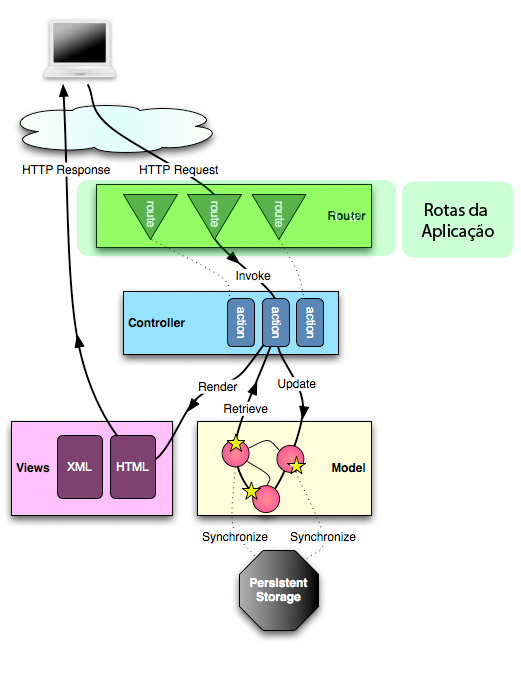 HTTP Response
HTTP Request
route
route
route
Router
Rotas da
Aplicação
Invoke
Controller
action
action
action
Render
Update
Retrieve
Views
XML
HTML
Model
Synchronize
Synchronize
Persistent
Storage